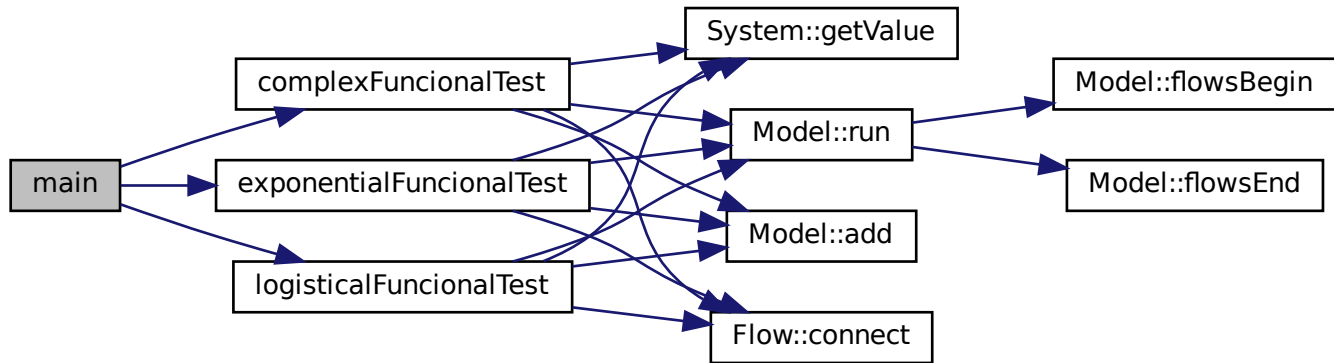 main
complexFuncionalTest
exponentialFuncionalTest
logisticalFuncionalTest
System::getValue
Model::run
Model::add
Flow::connect
Model::flowsBegin
Model::flowsEnd